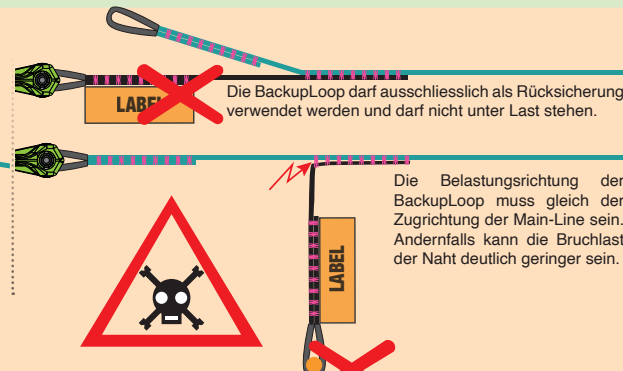 LABEL
Die BackupLoop darf ausschliesslich als Rücksicherung
verwendet werden und darf nicht unter Last stehen.
Die Belastungsrichtung der
BackupLoop muss gleich der
Zugrichtung der Main-Line sein.
Andernfalls kann die Bruchlast
der Naht deutlich geringer sein.
LABEL